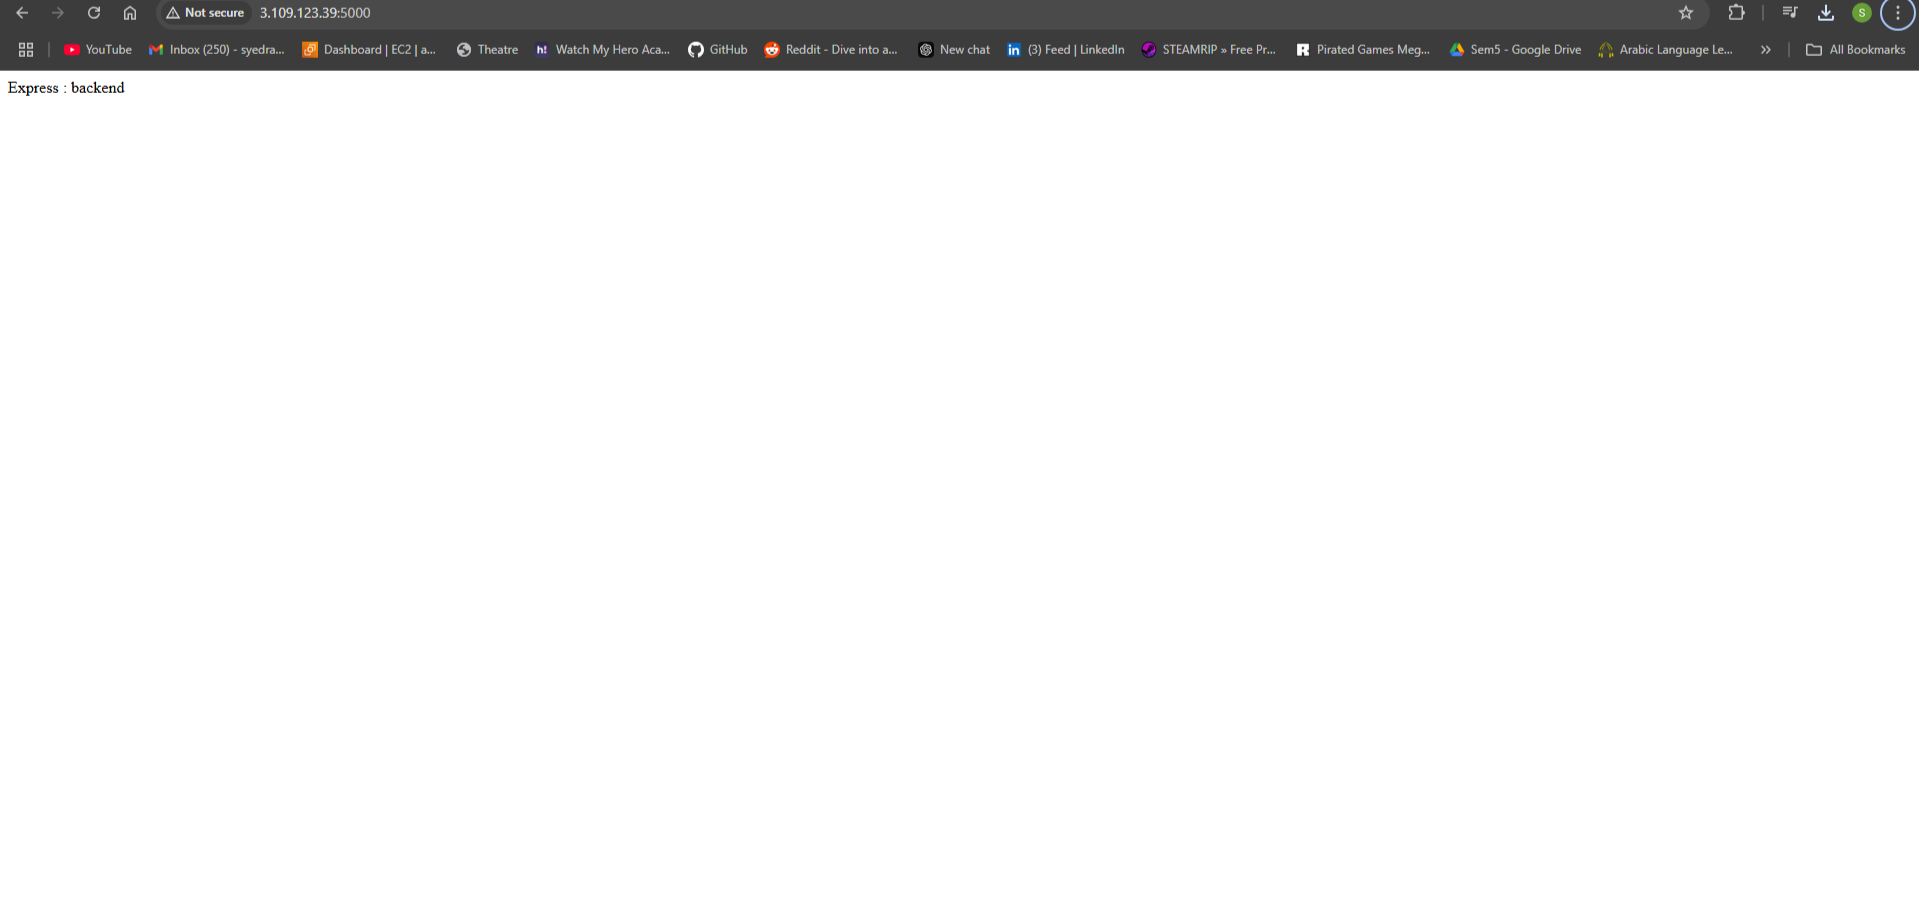 Not secure 3.109.123.39:5000 S
YouTube Inbox (250) - syedra... Dashboard | EC2 | a... Theatre h! Watch My Hero Aca... GitHub Reddit - Dive into a... New chat in (3) Feed | LinkedIn STEAMRIP » Free Pr... R Pirated Games Meg... Sem5 - Google Drive Arabic Language Le... All Bookmarks
Express : backend